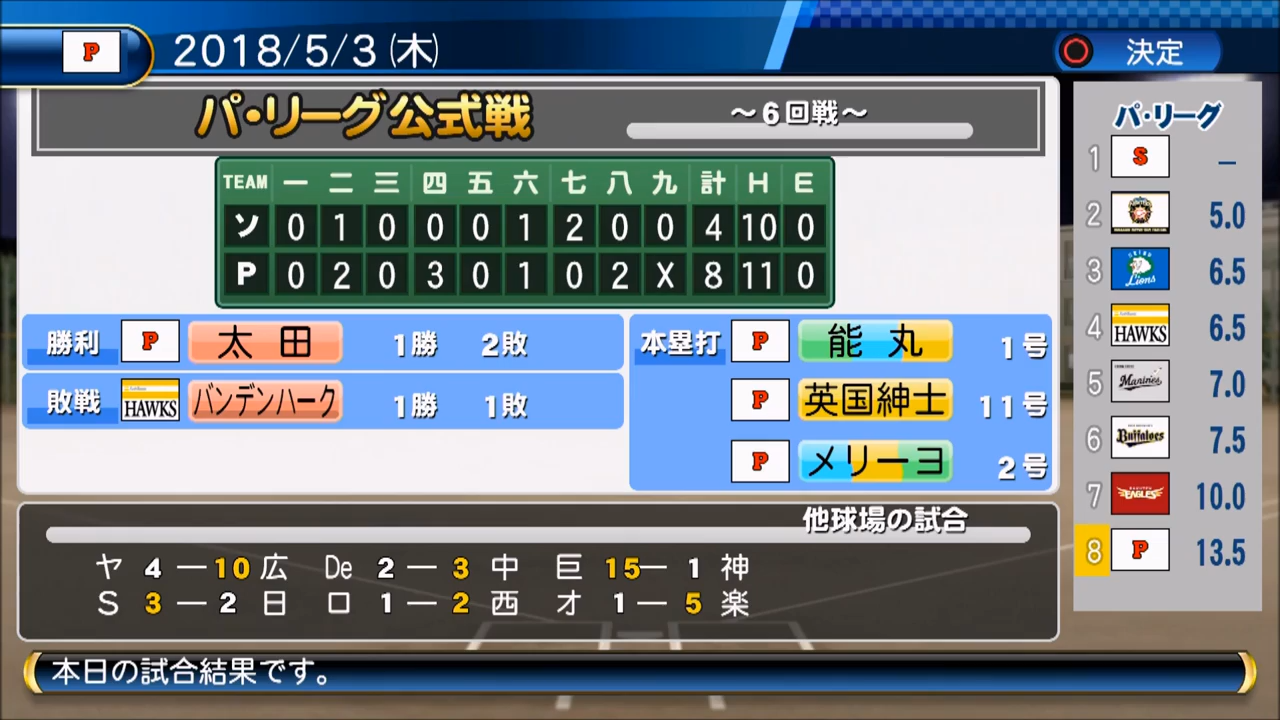 P 2018/5/3(木) 決定
パ・リーグ公式戦 ～6回戦～
TEAM 一 二 三 四 五 六 七 八 九 計 H E
ソ 0 1 0 0 0 1 2 0 0 4 10 0
P 0 2 0 3 0 1 0 2 X 8 11 0
勝利 P 太田 1勝 2敗
敗戦 HAWKS バンデンハーク 1勝 1敗
本塁打 P 能丸 1号
P 英国紳士 11号
P メリーヨ 2号
パ・リーグ
1 S －
2 5.0
3 Lions 6.5
4 HAWKS 6.5
5 Marines 7.0
6 Buffaloes 7.5
7 EAGLES 10.0
8 P 13.5
他球場の試合
ヤ 4 － 10 広 De 2 － 3 中 巨 15 － 1 神
S 3 － 2 日 ロ 1 － 2 西 オ 1 － 5 楽
本日の試合結果です。